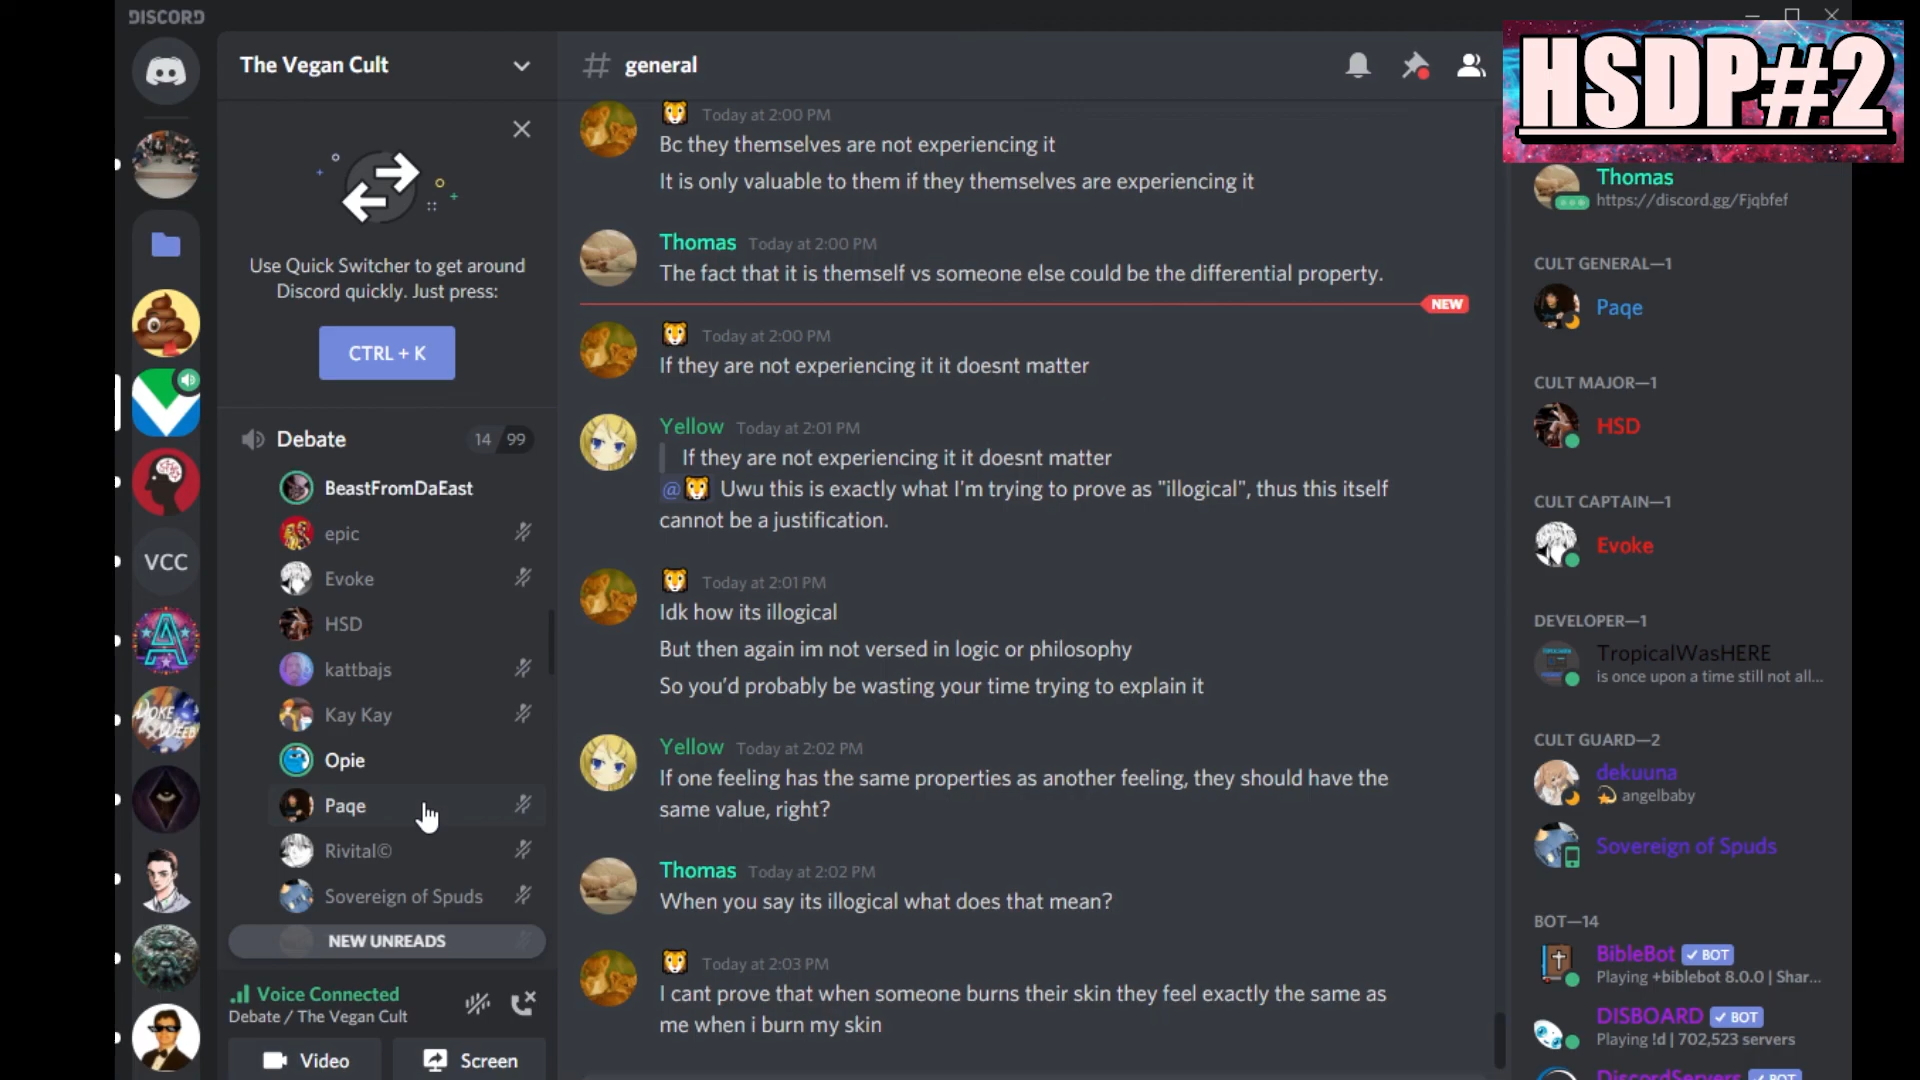 DISCORD
The Vegan Cult
Use Quick Switcher to get around
Discord quickly. Just press:
CTRL + K
Debate
14 99
BeastFromDaEast
epic
Evoke
HSD
kattbajs
Kay Kay
Opie
Paqe
Rivital©
Sovereign of Spuds
NEW UNREADS
Voice Connected
Debate / The Vegan Cult
Video
Screen
VCC
# general
Today at 2:00 PM
Bc they themselves are not experiencing it
It is only valuable to them if they themselves are experiencing it
Thomas Today at 2:00 PM
The fact that it is themself vs someone else could be the differential property.
NEW
Today at 2:00 PM
If they are not experiencing it it doesnt matter
Yellow Today at 2:01 PM
If they are not experiencing it it doesnt matter
@🦁 Uwu this is exactly what I'm trying to prove as "illogical", thus this itself
cannot be a justification.
Today at 2:01 PM
Idk how its illogical
But then again im not versed in logic or philosophy
So you'd probably be wasting your time trying to explain it
Yellow Today at 2:02 PM
If one feeling has the same properties as another feeling, they should have the
same value, right?
Thomas Today at 2:02 PM
When you say its illogical what does that mean?
Today at 2:03 PM
I cant prove that when someone burns their skin they feel exactly the same as
me when i burn my skin
HSDP#2
Thomas
https://discord.gg/Fjqbfef
CULT GENERAL—1
Paqe
CULT MAJOR—1
HSD
CULT CAPTAIN—1
Evoke
DEVELOPER—1
TropicalWasHERE
is once upon a time still not all...
CULT GUARD—2
dekuuna
angelbaby
Sovereign of Spuds
BOT—14
BibleBot ✓ BOT
Playing +biblebot 8.0.0 | Shar...
DISBOARD ✓ BOT
Playing !d | 702,523 servers
DiscordServers ✓ BOT